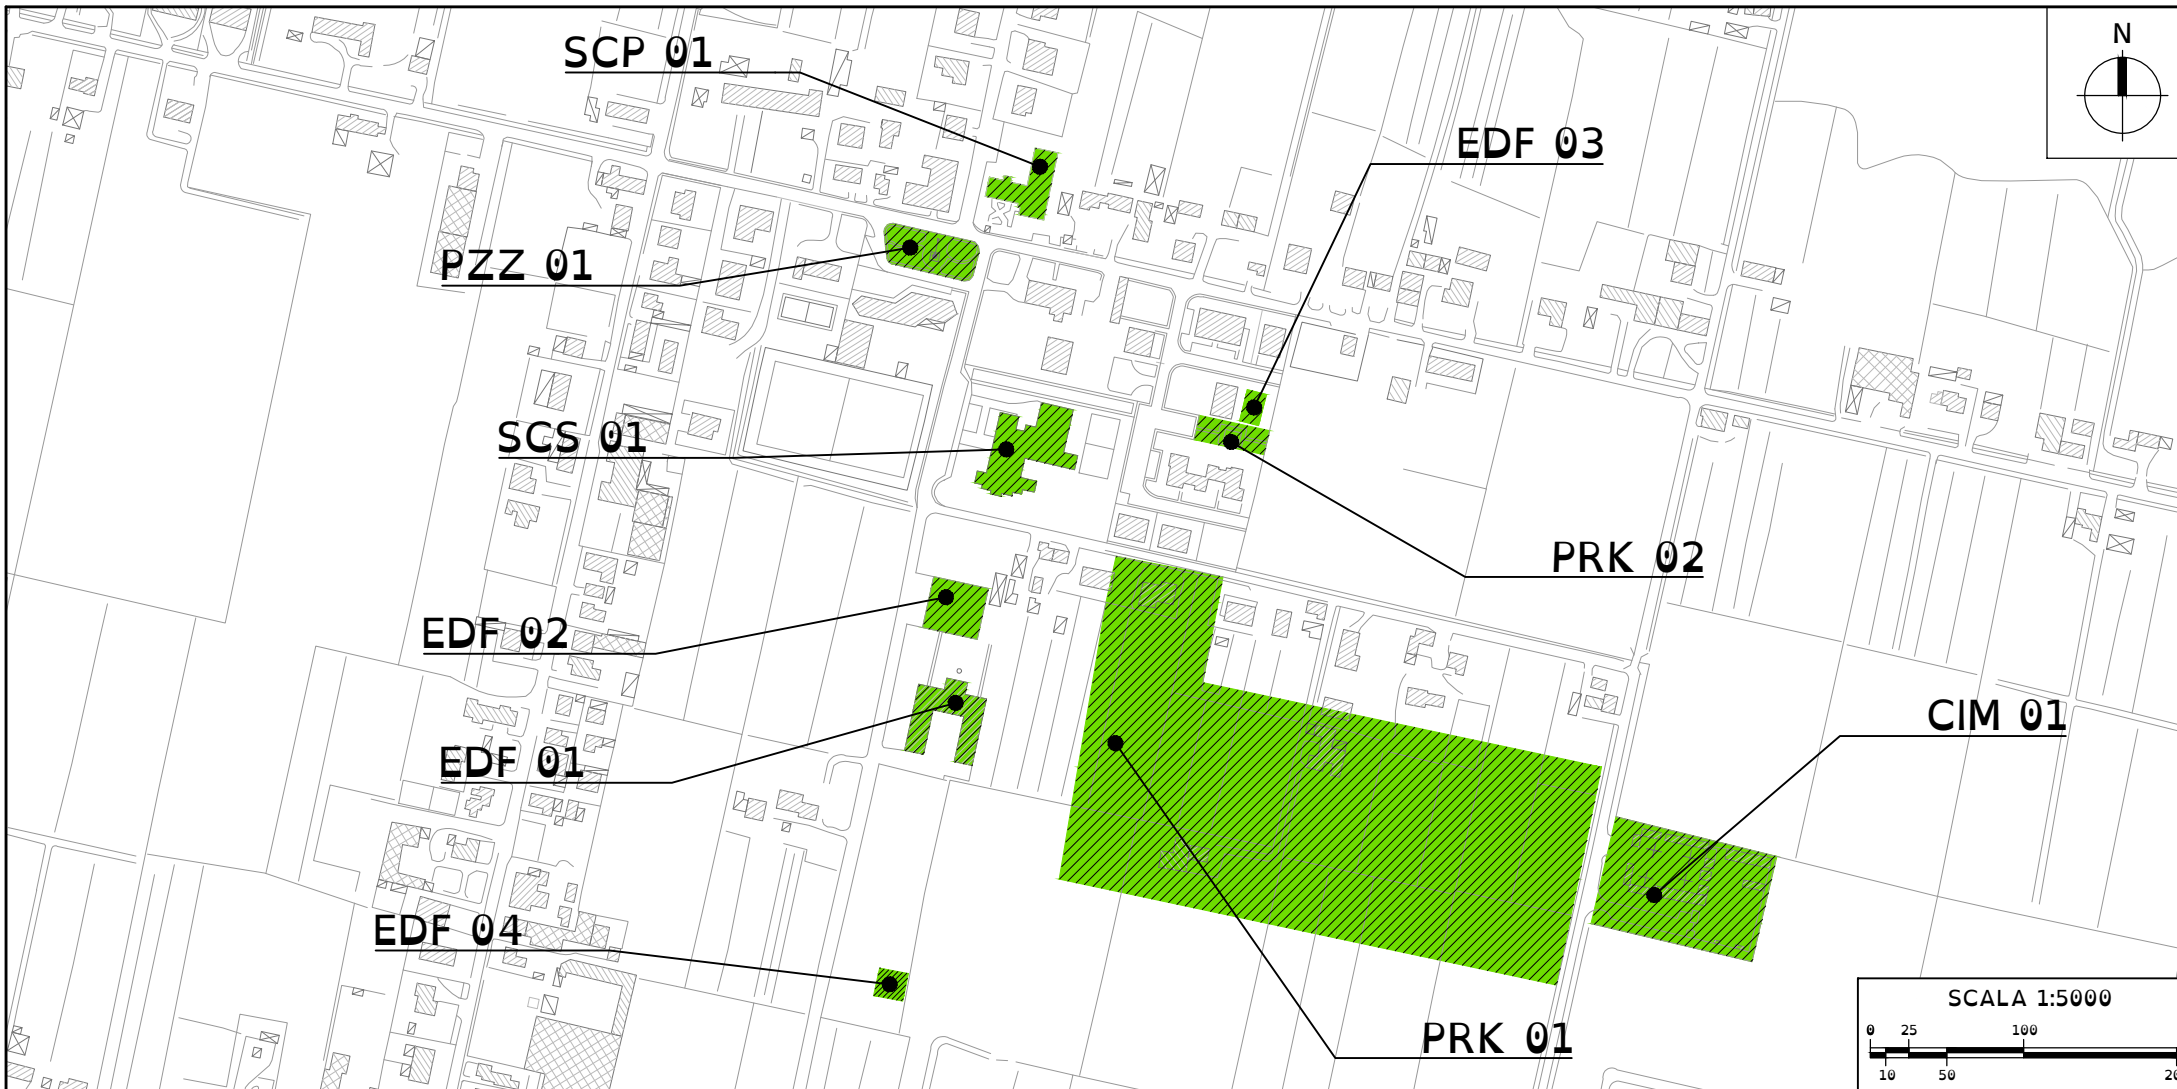 N
SCP 01
EDF 03
PZZ 01
SCS 01
PRK 02
EDF 02
CIM 01
EDF 01
EDF 04
PRK 01
SCALA 1:5000
0 25 100
10 50